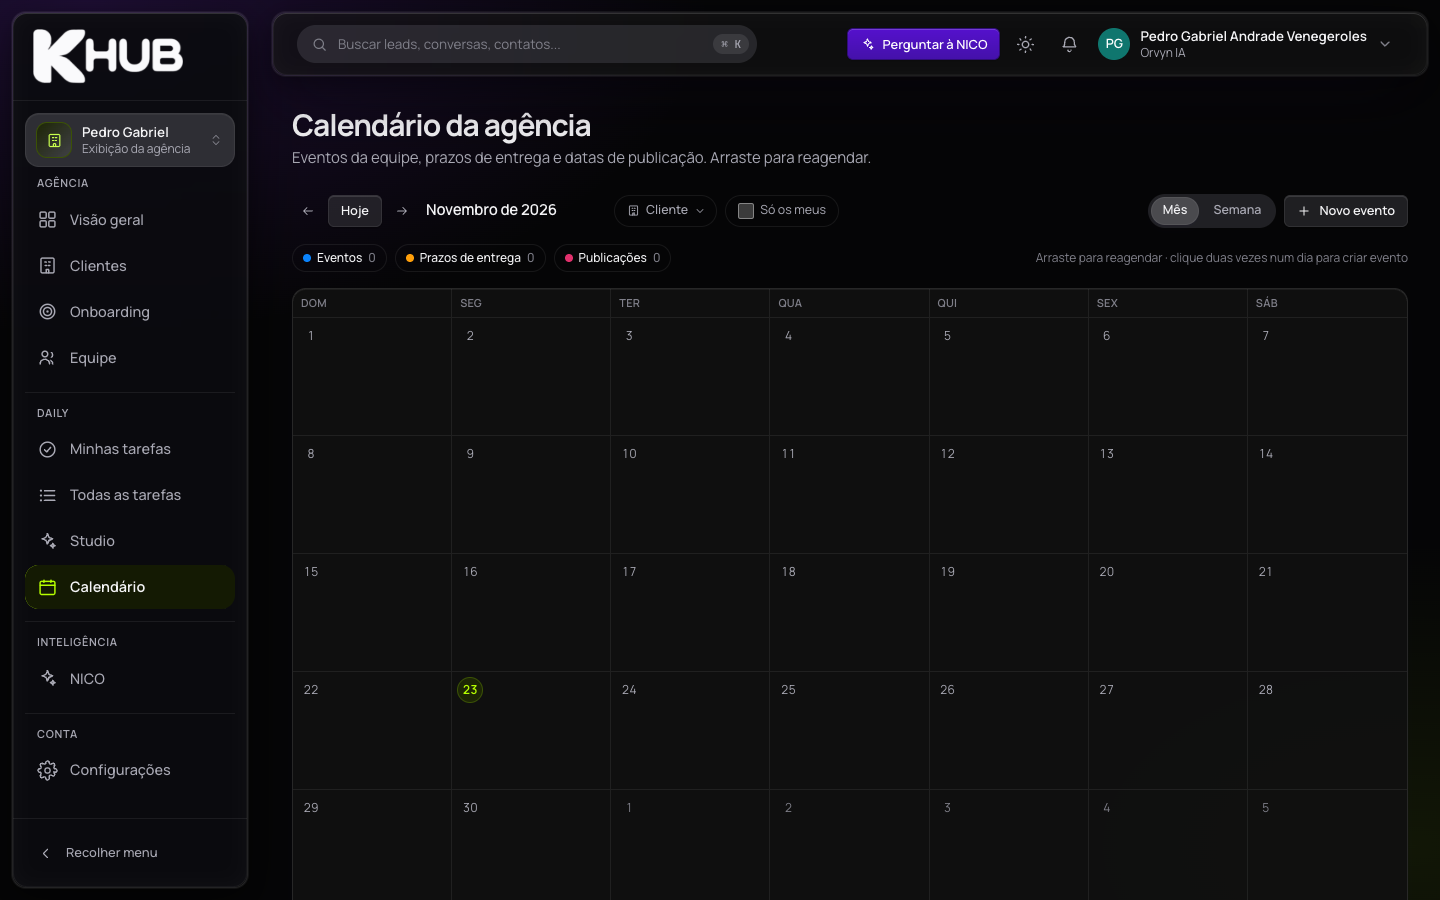 KHUB
Buscar leads, conversas, contatos...
⌘ K
Perguntar à NICO
PG
Pedro Gabriel Andrade Venegeroles
Orvyn IA
Pedro Gabriel
Exibição da agência
AGÊNCIA
Visão geral
Clientes
Onboarding
Equipe
DAILY
Minhas tarefas
Todas as tarefas
Studio
Calendário
INTELIGÊNCIA
NICO
CONTA
Configurações
Recolher menu
Calendário da agência
Eventos da equipe, prazos de entrega e datas de publicação. Arraste para reagendar.
← Hoje → Novembro de 2026 Cliente Só os meus Mês Semana + Novo evento
Eventos 0 Prazos de entrega 0 Publicações 0 Arraste para reagendar · clique duas vezes num dia para criar evento
DOM SEG TER QUA QUI SEX SÁB
1 2 3 4 5 6 7
8 9 10 11 12 13 14
15 16 17 18 19 20 21
22 23 24 25 26 27 28
29 30 1 2 3 4 5